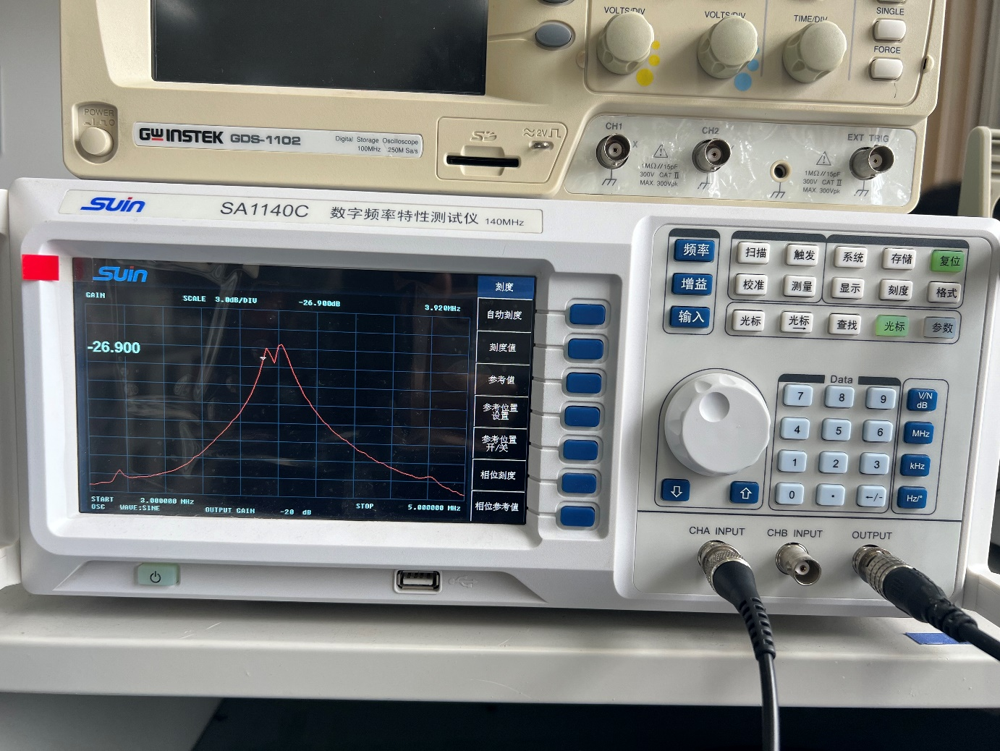 VOLTS/DIV
VOLTS/DIV
TIME/DIV
SINGLE
FORCE
POWER
GWINSTEK GDS-1102
Digital Storage Oscilloscope
100MHz 250M Sa/s
SD
≈2V
CH1
X
CH2
EXT TRIG
1MΩ//15pF
300V CAT II
MAX. 300Vpk
1MΩ//15pF
300V CAT II
MAX. 300Vpk
SUIN
SA1140C 数字频率特性测试仪 140MHz
SUIN
GAIN
SCALE 3.0dB/DIV
-26.900dB
3.920MHz
-26.900
START 3.000000 MHz
STOP 5.000000 MHz
OSC WAVE:SINE
OUTPUT GAIN -20 dB
刻度
自动刻度
刻度值
参考值
参考位置
设置
参考位置
开/关
相位刻度
相位参考值
频率
增益
输入
扫描
触发
系统
存储
复位
校准
测量
显示
刻度
格式
光标
光标
查找
光标
参数
Data
7 8 9
V/N
dB
4 5 6
MHz
1 2 3
kHz
0 · ←/-
Hz/°
CHA INPUT
CHB INPUT
OUTPUT